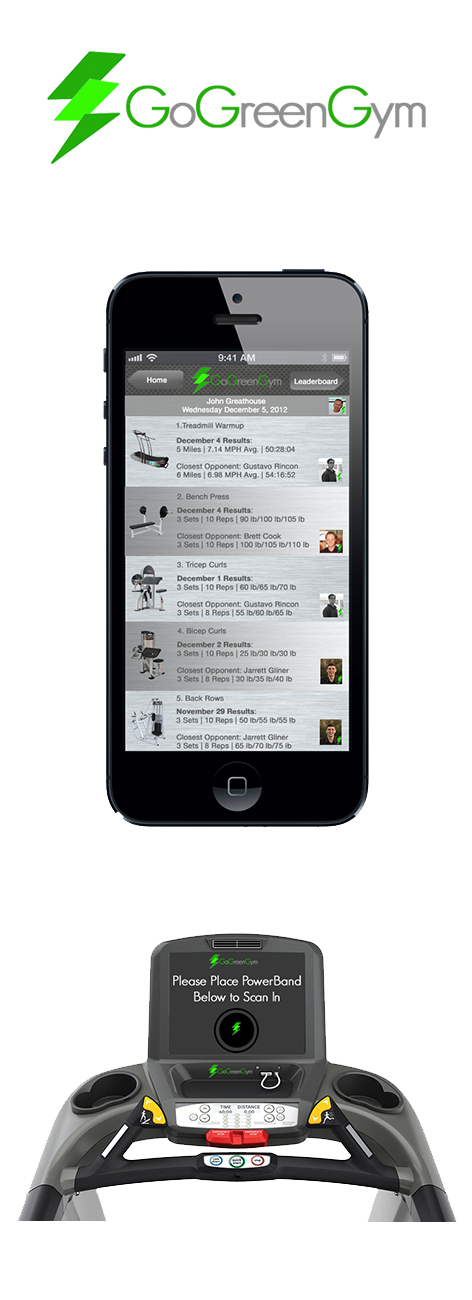 GoGreenGym
9:41 AM
Home
GoGreenGym
Leaderboard
John Greathouse
Wednesday December 5, 2012
1.Treadmill Warmup
December 4 Results:
5 Miles | 7.14 MPH Avg. | 50:28:04
Closest Opponent: Gustavo Rincon
6 Miles | 6.98 MPH Avg. | 54:16:52
2. Bench Press
December 4 Results:
3 Sets | 10 Reps | 90 lb/100 lb/105 lb
Closest Opponent: Brett Cook
3 Sets | 10 Reps | 100 lb/105 lb/110 lb
3. Tricep Curls
December 1 Results:
3 Sets | 10 Reps | 60 lb/65 lb/70 lb
Closest Opponent: Gustavo Rincon
3 Sets | 8 Reps | 55 lb/60 lb/65 lb
4. Bicep Curls
December 2 Results:
3 Sets | 10 Reps | 25 lb/30 lb/30 lb
Closest Opponent: Jarrett Gliner
3 Sets | 8 Reps | 30 lb/35 lb/40 lb
5. Back Rows
November 29 Results:
3 Sets | 10 Reps | 50 lb/55 lb/55 lb
Closest Opponent: Jarrett Gliner
3 Sets | 8 Reps | 65 lb/70 lb/75 lb
GoGreenGym
Please Place PowerBand
Below to Scan In
GoGreenGym
TIME DISTANCE